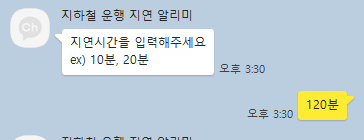 Ch
지하철 운행 지연 알리미
지연시간을 입력해주세요
ex) 10분, 20분
오후 3:30
오후 3:30
120분